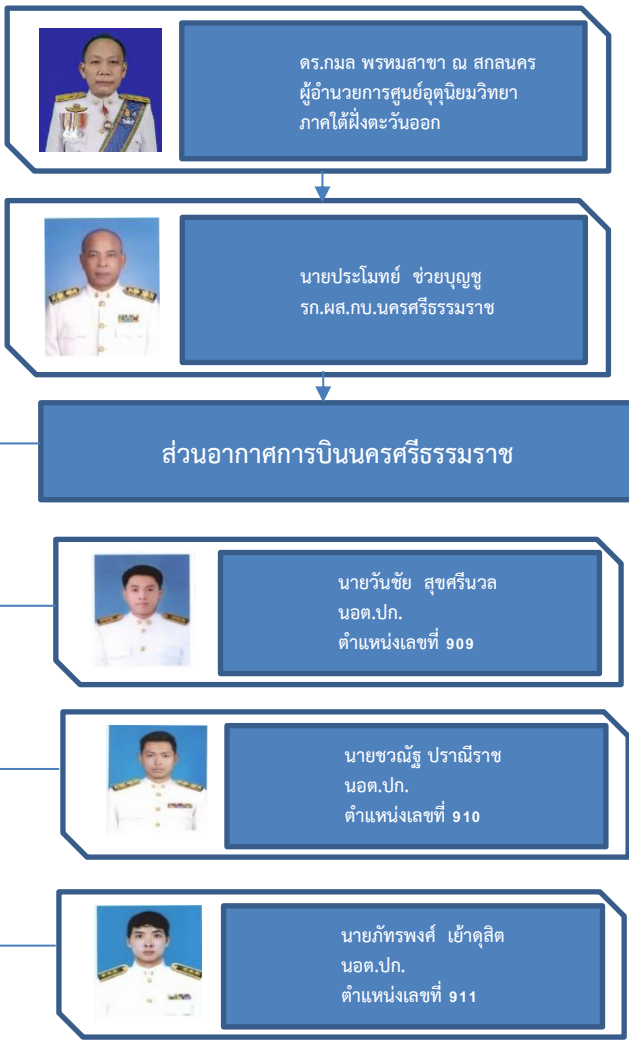 ดร.กมล พรหมสาขา ณ สกลนคร
ผู้อำนวยการศูนย์อุตุนิยมวิทยา
ภาคใต้ฝั่งตะวันออก
นายประโมทย์ ช่วยบุญชู
รก.ผส.กบ.นครศรีธรรมราช
ส่วนอากาศการบินนครศรีธรรมราช
นายวันชัย สุขศรีนวล
นอต.ปก.
ตำแหน่งเลขที่ 909
นายชวณัฐ ปราณีราช
นอต.ปก.
ตำแหน่งเลขที่ 910
นายภัทรพงศ์ เย้าดุสิต
นอต.ปก.
ตำแหน่งเลขที่ 911